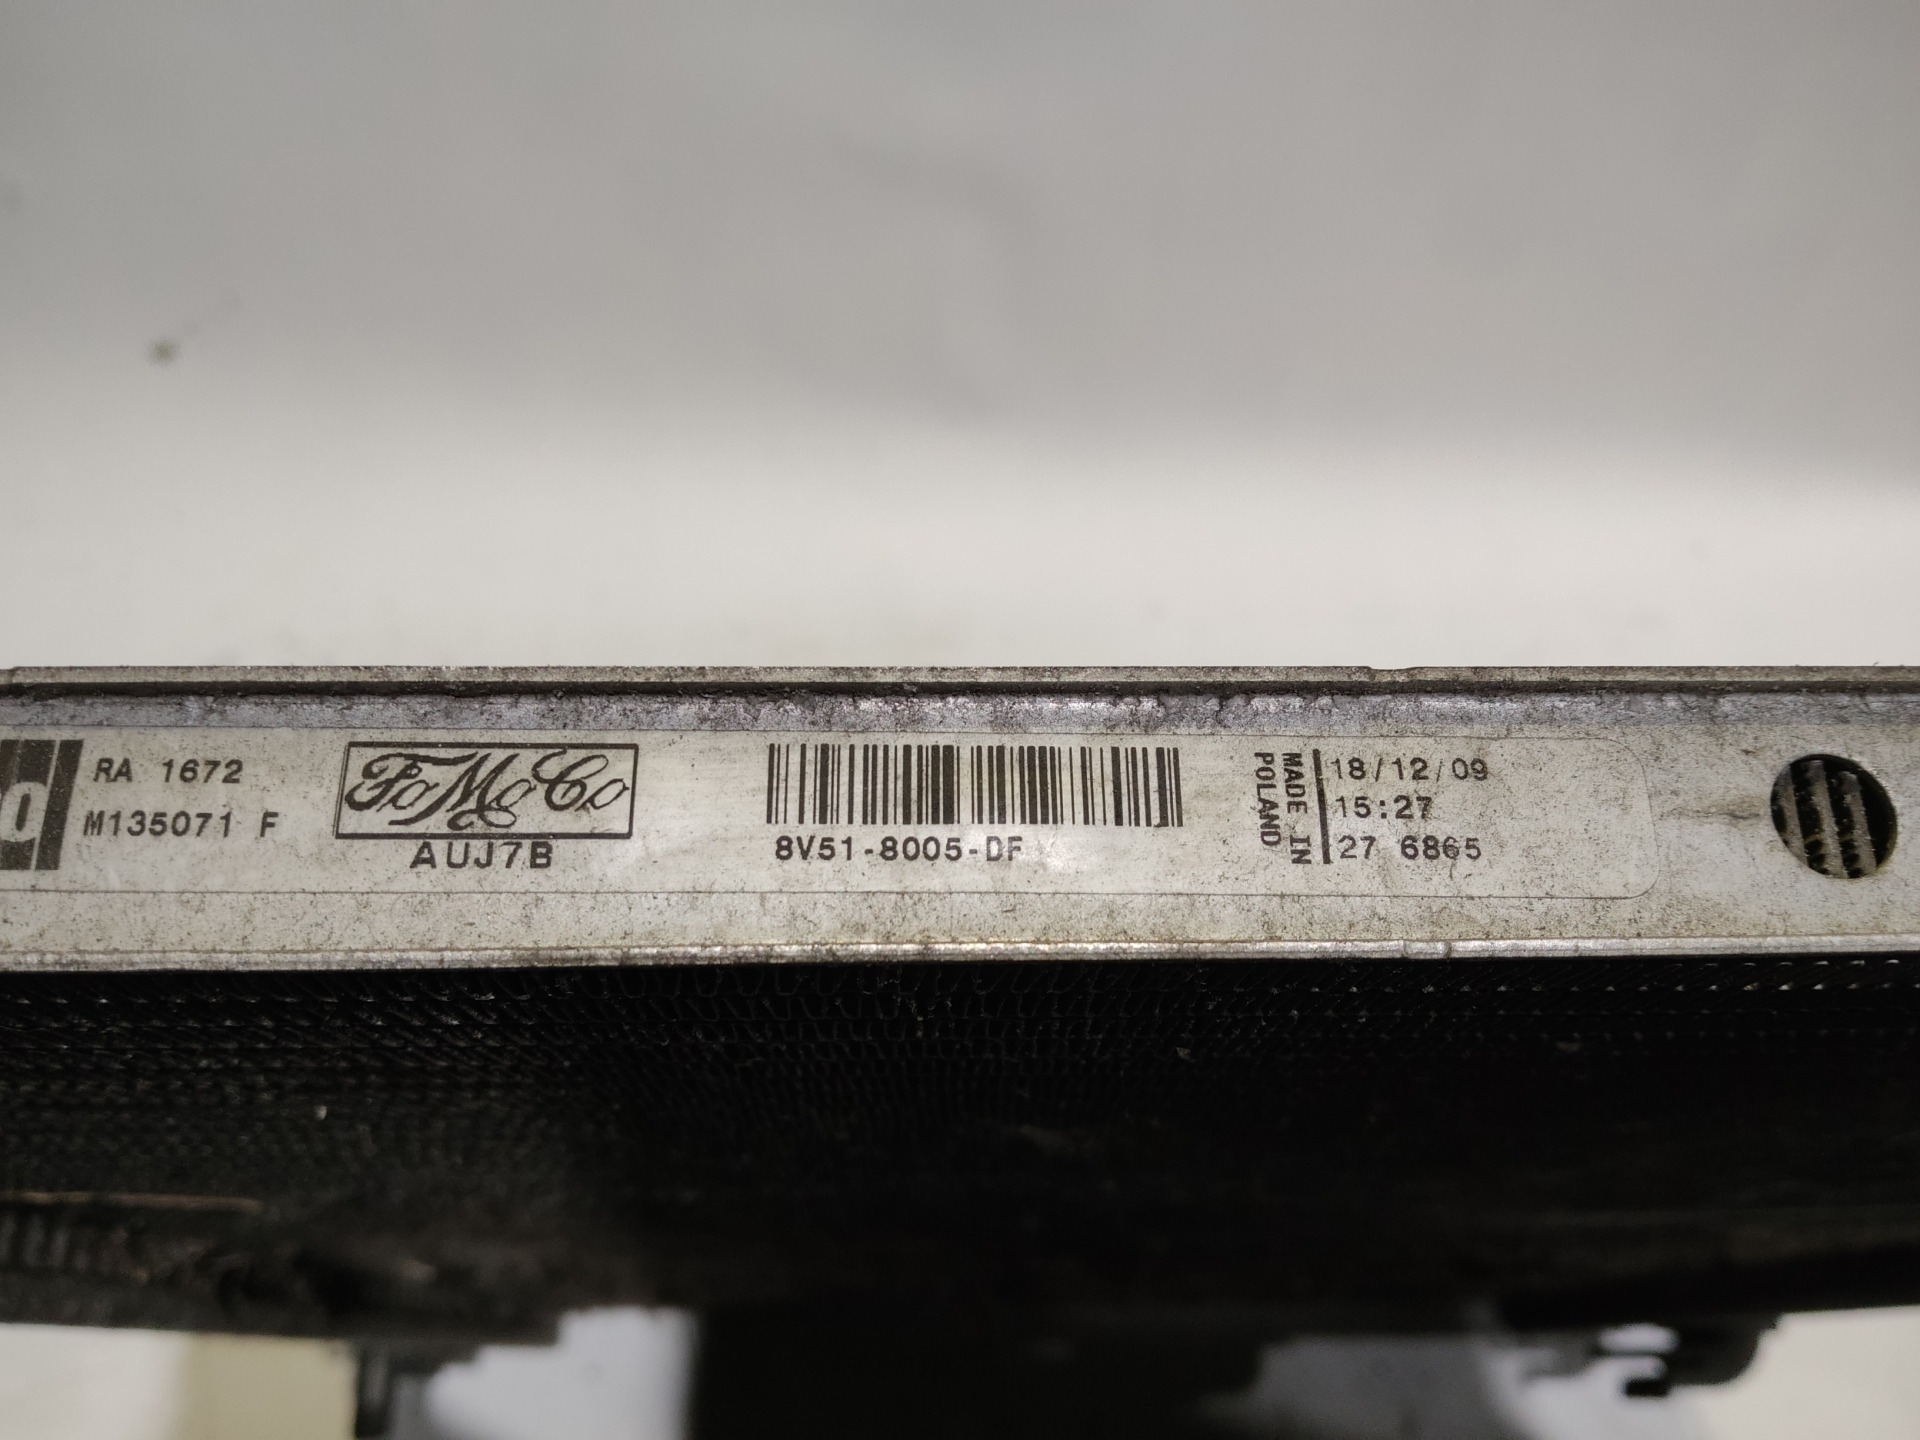 RA 1672
M135071 F
FoMoCo
AUJ7B
8V51-8005-DF
MADE IN
POLAND
18/12/09
15:27
27 6865